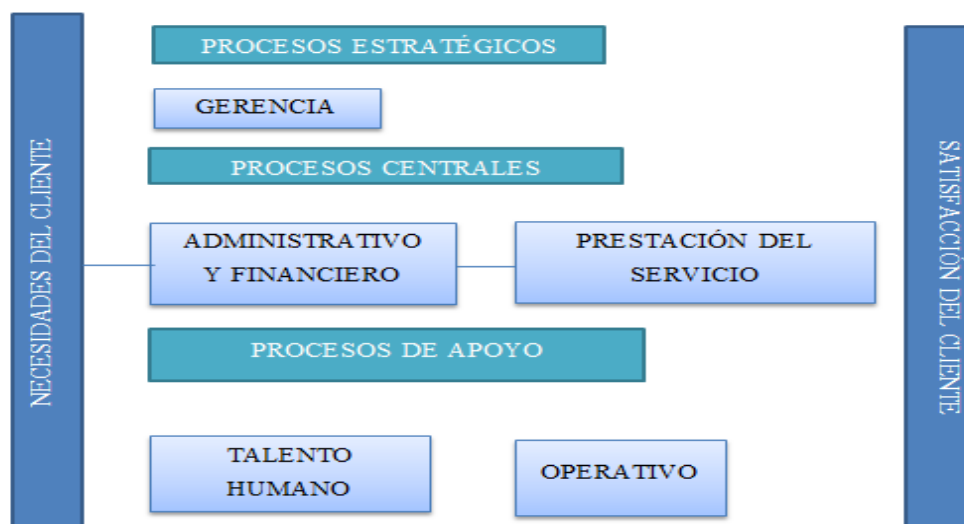 NECESIDADES DEL CLIENTE
PROCESOS ESTRATÉGICOS
GERENCIA
PROCESOS CENTRALES
ADMINISTRATIVO
Y FINANCIERO
PRESTACIÓN DEL
SERVICIO
PROCESOS DE APOYO
TALENTO
HUMANO
OPERATIVO
SATISFACCIÓN DEL CLIENTE